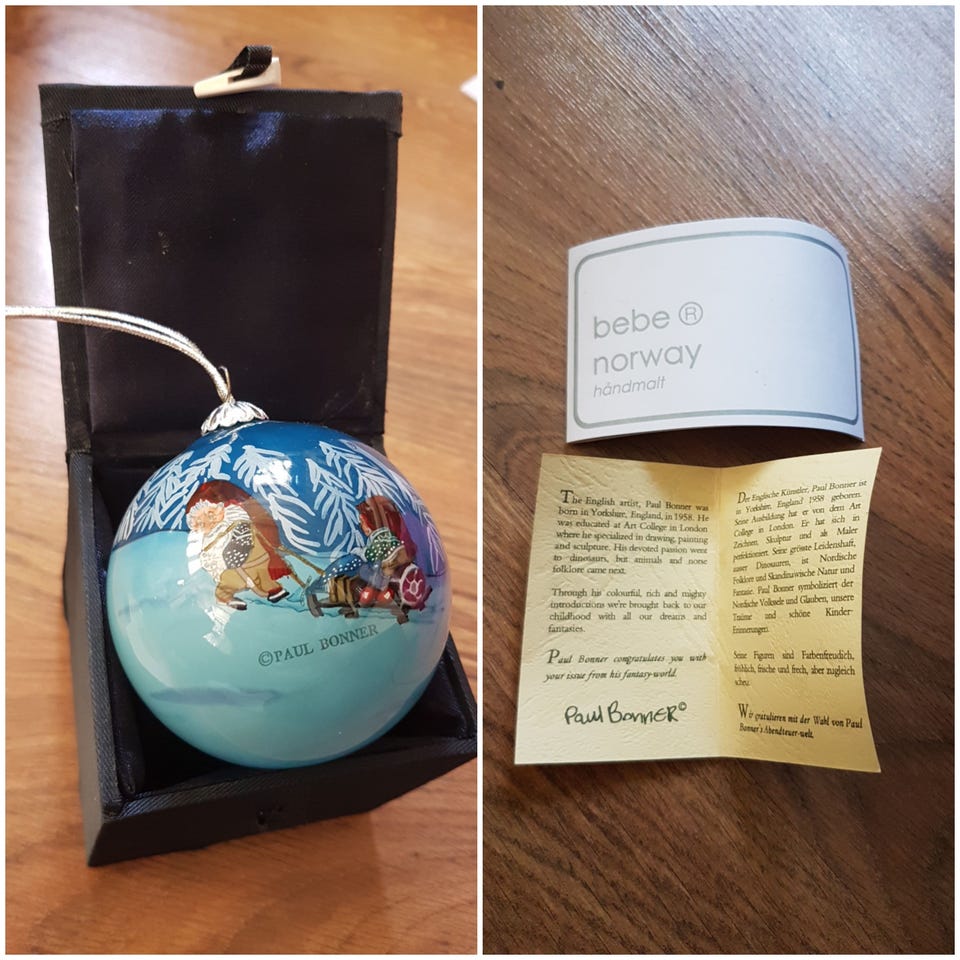 ©PAUL BONNER
bebe ®
norway
håndmalt
The English artist, Paul Bonner was
born in Yorkshire, England, in 1958. He
was educated at Art College in London
where he specialized in drawing, painting
and sculpture. His devoted passion went
to dinosaurs, but animals and norse
folklore came next.
Through his colourful, rich and mighty
introductions we're brought back to our
childhood with all our dreams and
fantasies.
Paul Bonner congratulates you with
your issue from his fantasy-world.
Paul Bonner©
Der Englische Künstler, Paul Bonner ist
in Yorkshire, England 1958 geboren.
Seine Ausbildung hat er von dem Art
College in London. Er hat sich in
Zeichnen, Skulptur und als Maler
perfektioniert. Seine grösste Leidenshaft,
ausser Dinosauren, ist Nordische
Folklore und Skandinawische Natur und
Fantasie. Paul Bonner symboliziert der
Nordische Volksele und Glauben, unsere
Traüme und schöne Kinder-
Erinnerungen.
Seine Figuren sind Farbenfreudich,
fröhlich, frische und frech, aber zugleich
scheu.
Wir gratulieren mit der Wahl von Paul
Bonner's Abendteuer-welt.